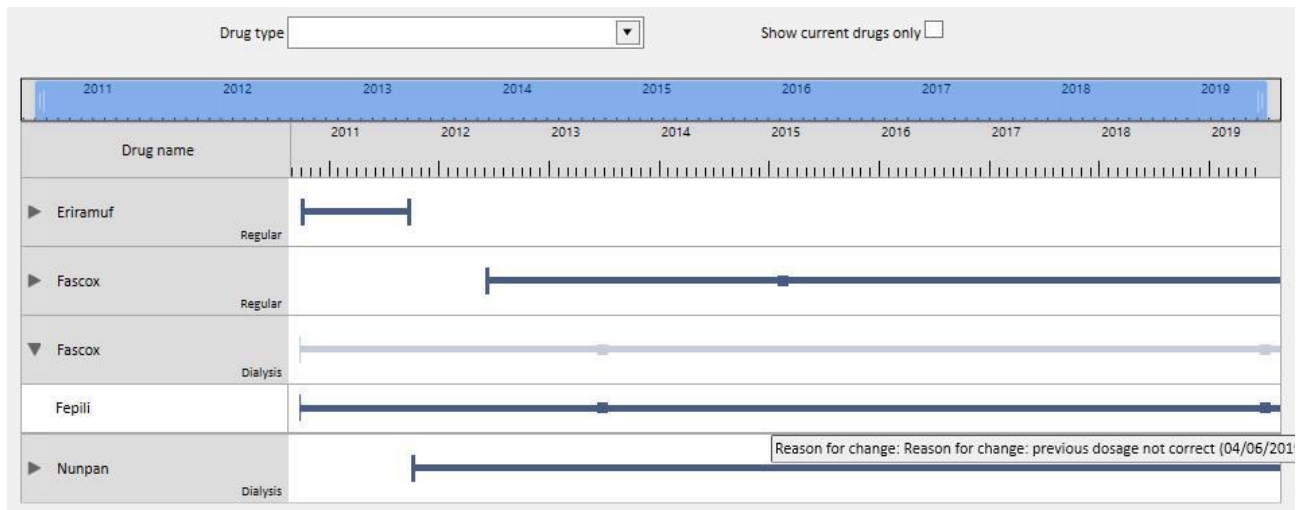 Drug type
Show current drugs only
2011 2012 2013 2014 2015 2016 2017 2018 2019
Drug name
2011 2012 2013 2014 2015 2016 2017 2018 2019
Eriramuf
Regular
Fascox
Regular
Fascox
Dialysis
Fepili
Reason for change: Reason for change: previous dosage not correct (04/06/201
Nunpan
Dialysis